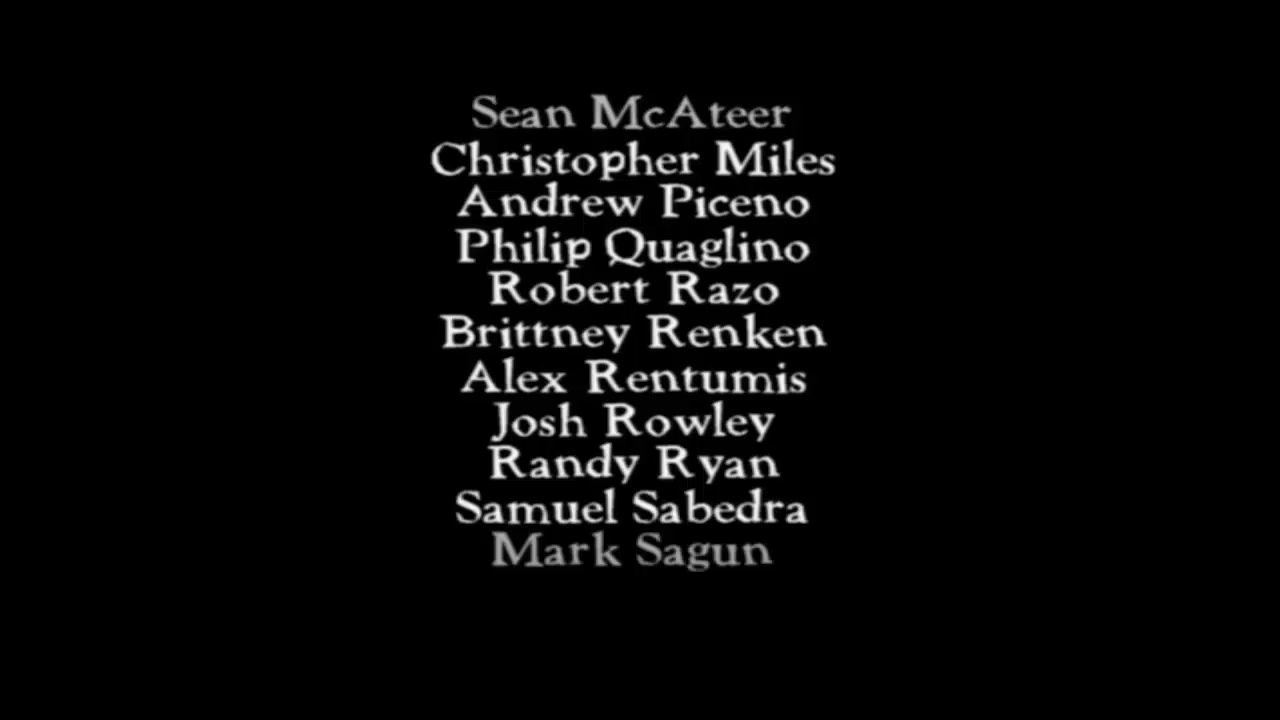 Sean McAteer
Christopher Miles
Andrew Piceno
Philip Quaglino
Robert Razo
Brittney Renken
Alex Rentumis
Josh Rowley
Randy Ryan
Samuel Sabedra
Mark Sagun